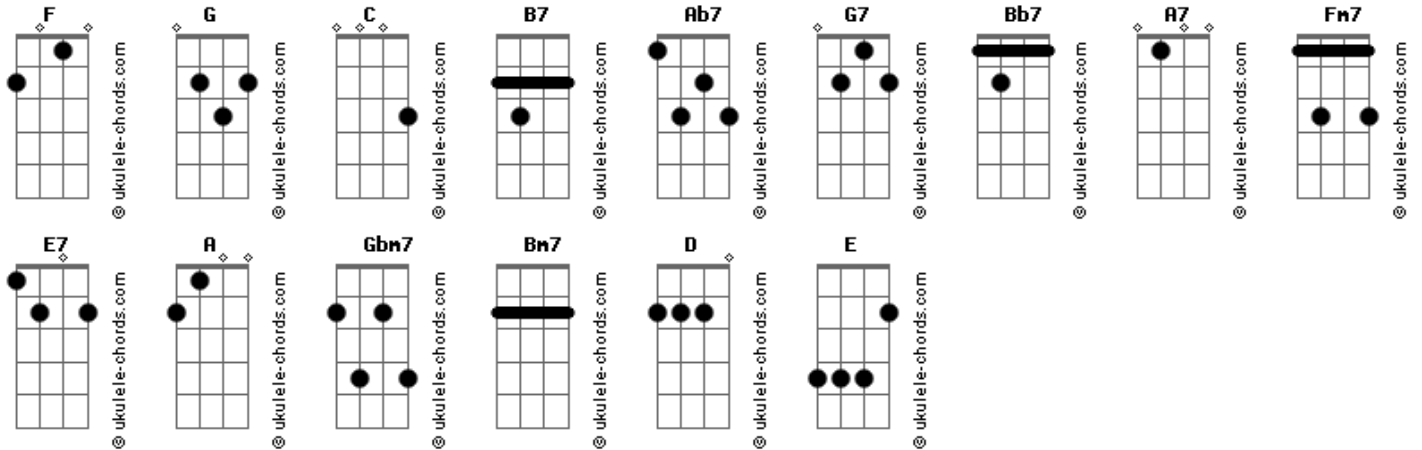 F G C B7 Ab7 G7 Bb7 A7 Fm7
© ukulele-chords.com © ukulele-chords.com © ukulele-chords.com © ukulele-chords.com © ukulele-chords.com © ukulele-chords.com © ukulele-chords.com © ukulele-chords.com © ukulele-chords.com
E7 A Gbm7 Bm7 D E
© ukulele-chords.com © ukulele-chords.com © ukulele-chords.com © ukulele-chords.com © ukulele-chords.com © ukulele-chords.com